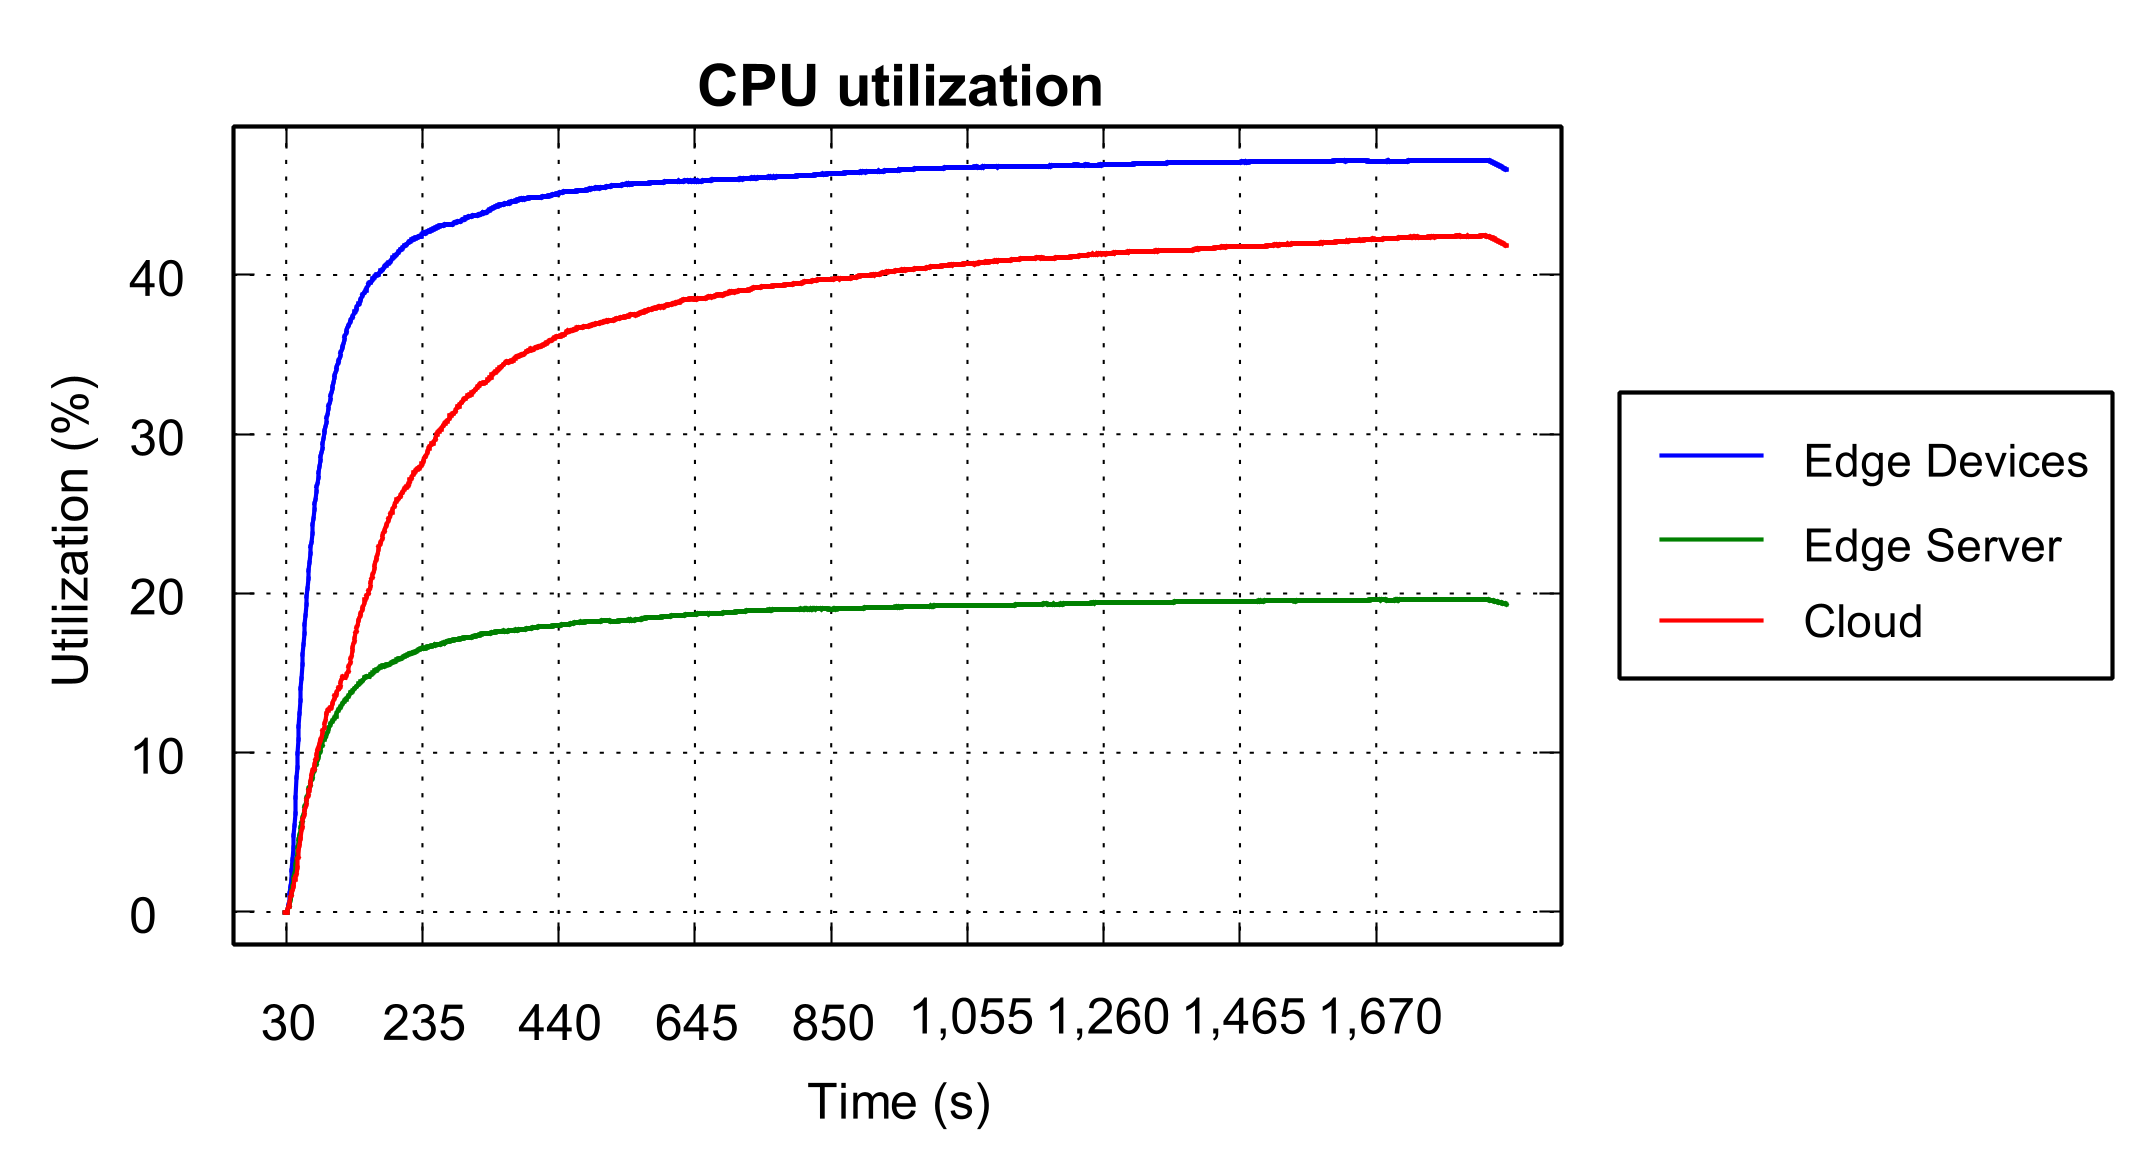 CPU utilization
Utilization (%)
40
30
20
10
0
30 235 440 645 850 1,055 1,260 1,465 1,670
Time (s)
Edge Devices
Edge Server
Cloud